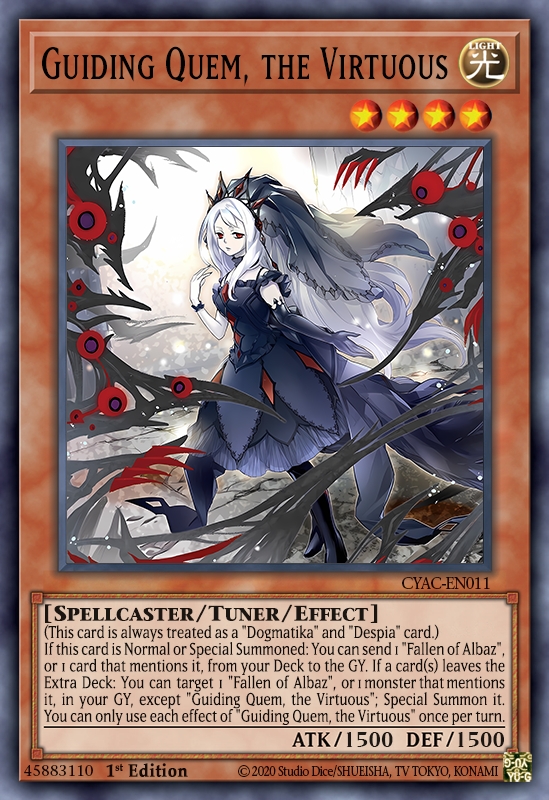 GUIDING QUEM, THE VIRTUOUS
LIGHT
光
CYAC-EN011
[SPELLCASTER/TUNER/EFFECT]
(This card is always treated as a "Dogmatika" and "Despia" card.)
If this card is Normal or Special Summoned: You can send 1 "Fallen of Albaz",
or 1 card that mentions it, from your Deck to the GY. If a card(s) leaves the
Extra Deck: You can target 1 "Fallen of Albaz", or 1 monster that mentions
it, in your GY, except "Guiding Quem, the Virtuous"; Special Summon it.
You can only use each effect of "Guiding Quem, the Virtuous" once per turn.
ATK/1500 DEF/1500
45883110 1st Edition ©2020 Studio Dice/SHUEISHA, TV TOKYO, KONAMI